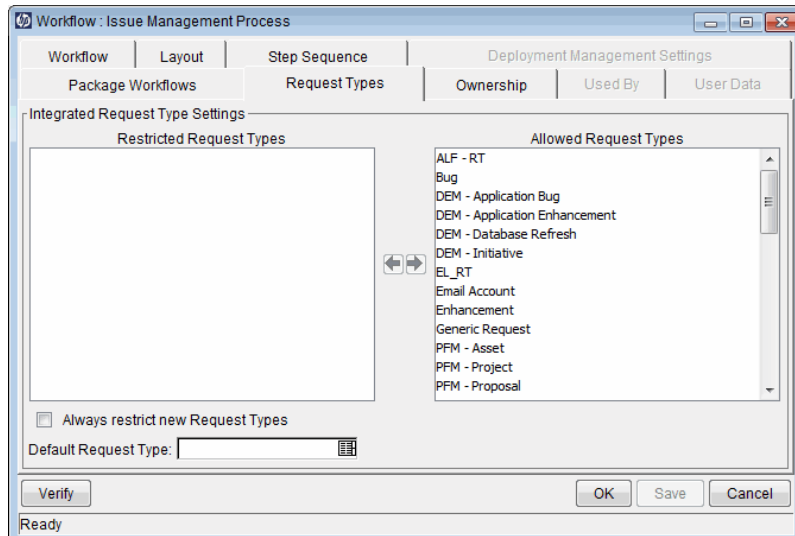 hp Workflow : Issue Management Process
Workflow Layout Step Sequence Deployment Management Settings
Package Workflows Request Types Ownership Used By User Data
Integrated Request Type Settings
Restricted Request Types Allowed Request Types
ALF - RT
Bug
DEM - Application Bug
DEM - Application Enhancement
DEM - Database Refresh
DEM - Initiative
EL_RT
Email Account
Enhancement
Generic Request
PFM - Asset
PFM - Project
PFM - Proposal
Always restrict new Request Types
Default Request Type:
Verify OK Save Cancel
Ready